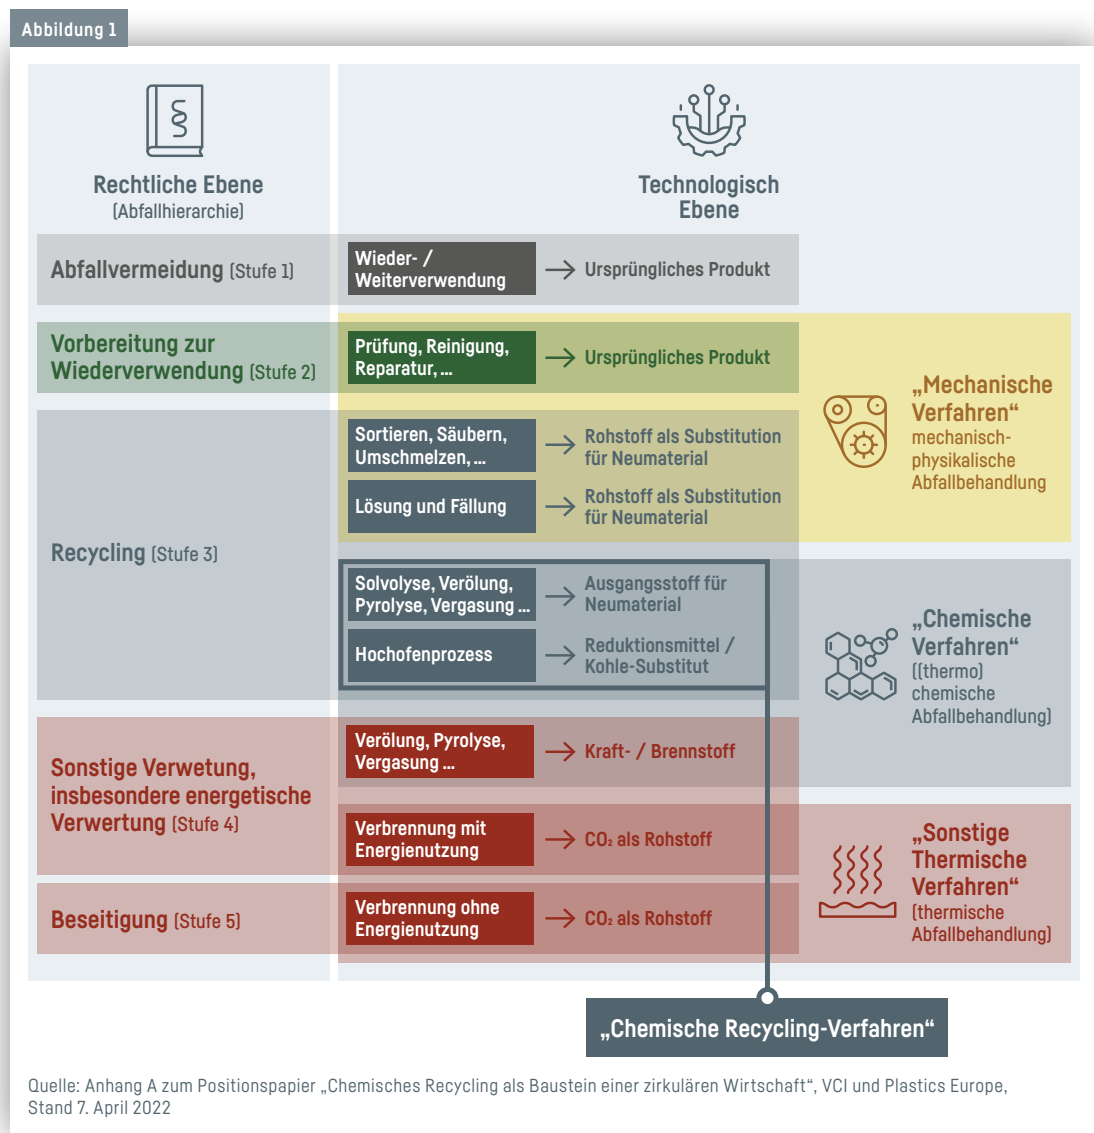 Abbildung 1
Rechtliche Ebene
(Abfallhierarchie)
Technologisch
Ebene
Abfallvermeidung (Stufe 1)
Wieder- /
Weiterverwendung
Ursprüngliches Produkt
Vorbereitung zur
Wiederverwendung (Stufe 2)
Prüfung, Reinigung,
Reparatur, ...
Ursprüngliches Produkt
„Mechanische
Verfahren“
mechanisch-
physikalische
Abfallbehandlung
Recycling (Stufe 3)
Sortieren, Säubern,
Umschmelzen, ...
Rohstoff als Substitution
für Neumaterial
Lösung und Fällung
Rohstoff als Substitution
für Neumaterial
Solvolyse, Verölung,
Pyrolyse, Vergasung ...
Ausgangsstoff für
Neumaterial
Hochofenprozess
Reduktionsmittel /
Kohle-Substitut
„Chemische
Verfahren“
((thermo)
chemische
Abfallbehandlung)
Sonstige Verwetung,
insbesondere energetische
Verwertung (Stufe 4)
Verölung, Pyrolyse,
Vergasung ...
Kraft- / Brennstoff
Verbrennung mit
Energienutzung
CO₂ als Rohstoff
„Sonstige
Thermische
Verfahren“
(thermische
Abfallbehandlung)
Beseitigung (Stufe 5)
Verbrennung ohne
Energienutzung
CO₂ als Rohstoff
„Chemische Recycling-Verfahren“
Quelle: Anhang A zum Positionspapier „Chemisches Recycling als Baustein einer zirkulären Wirtschaft“, VCI und Plastics Europe,
Stand 7. April 2022